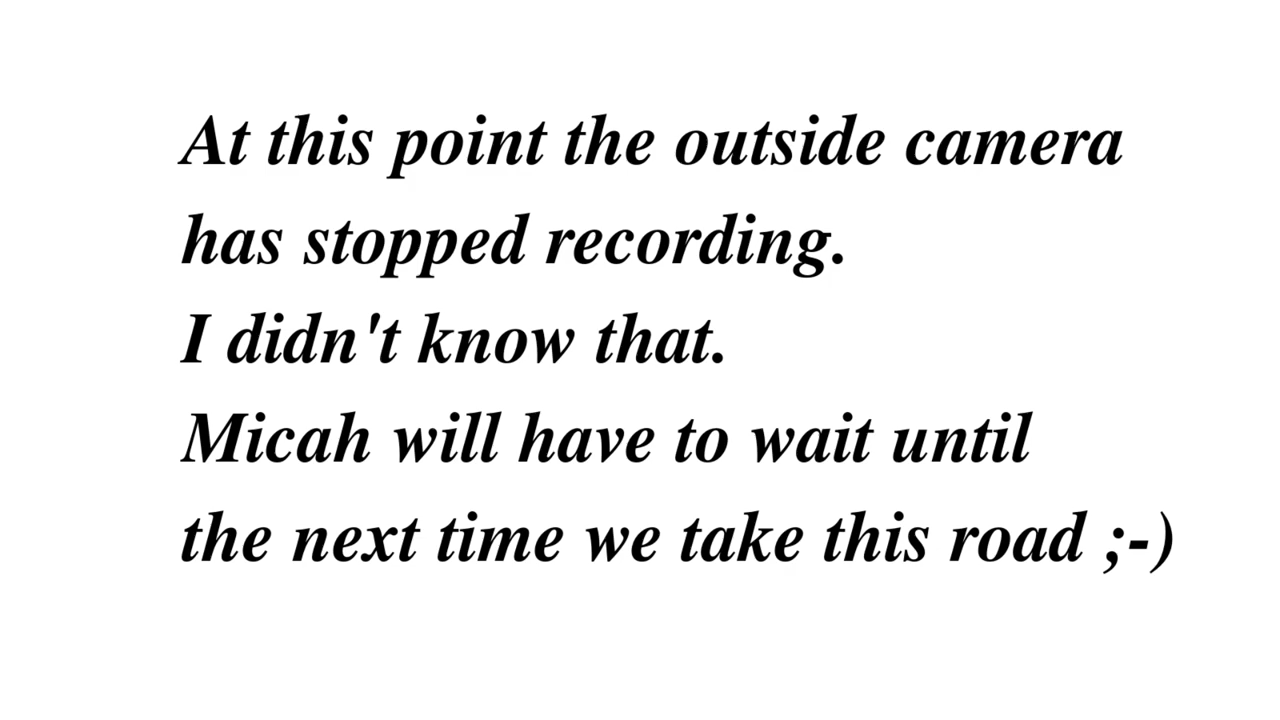 At this point the outside camera
has stopped recording.
I didn't know that.
Micah will have to wait until
the next time we take this road ;-)